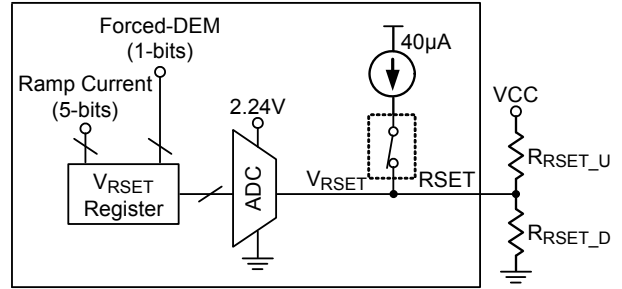 Forced-DEM
(1-bits)
Ramp Current
(5-bits)
40µA
2.24V
VCC
VRSET
Register
ADC
VRSET
RSET
RRSET_U
RRSET_D